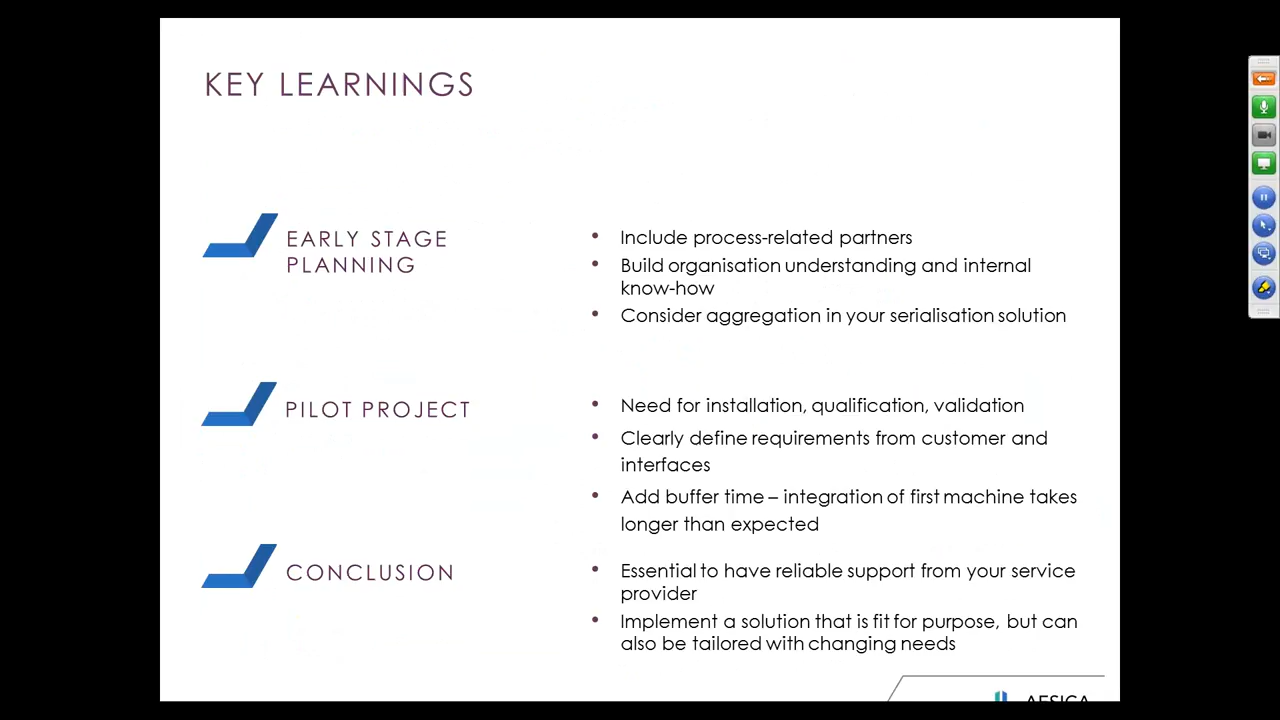 KEY LEARNINGS
EARLY STAGE
PLANNING
• Include process-related partners
• Build organisation understanding and internal
know-how
• Consider aggregation in your serialisation solution
PILOT PROJECT
• Need for installation, qualification, validation
• Clearly define requirements from customer and
interfaces
• Add buffer time – integration of first machine takes
longer than expected
CONCLUSION
• Essential to have reliable support from your service
provider
• Implement a solution that is fit for purpose, but can
also be tailored with changing needs
AESICA